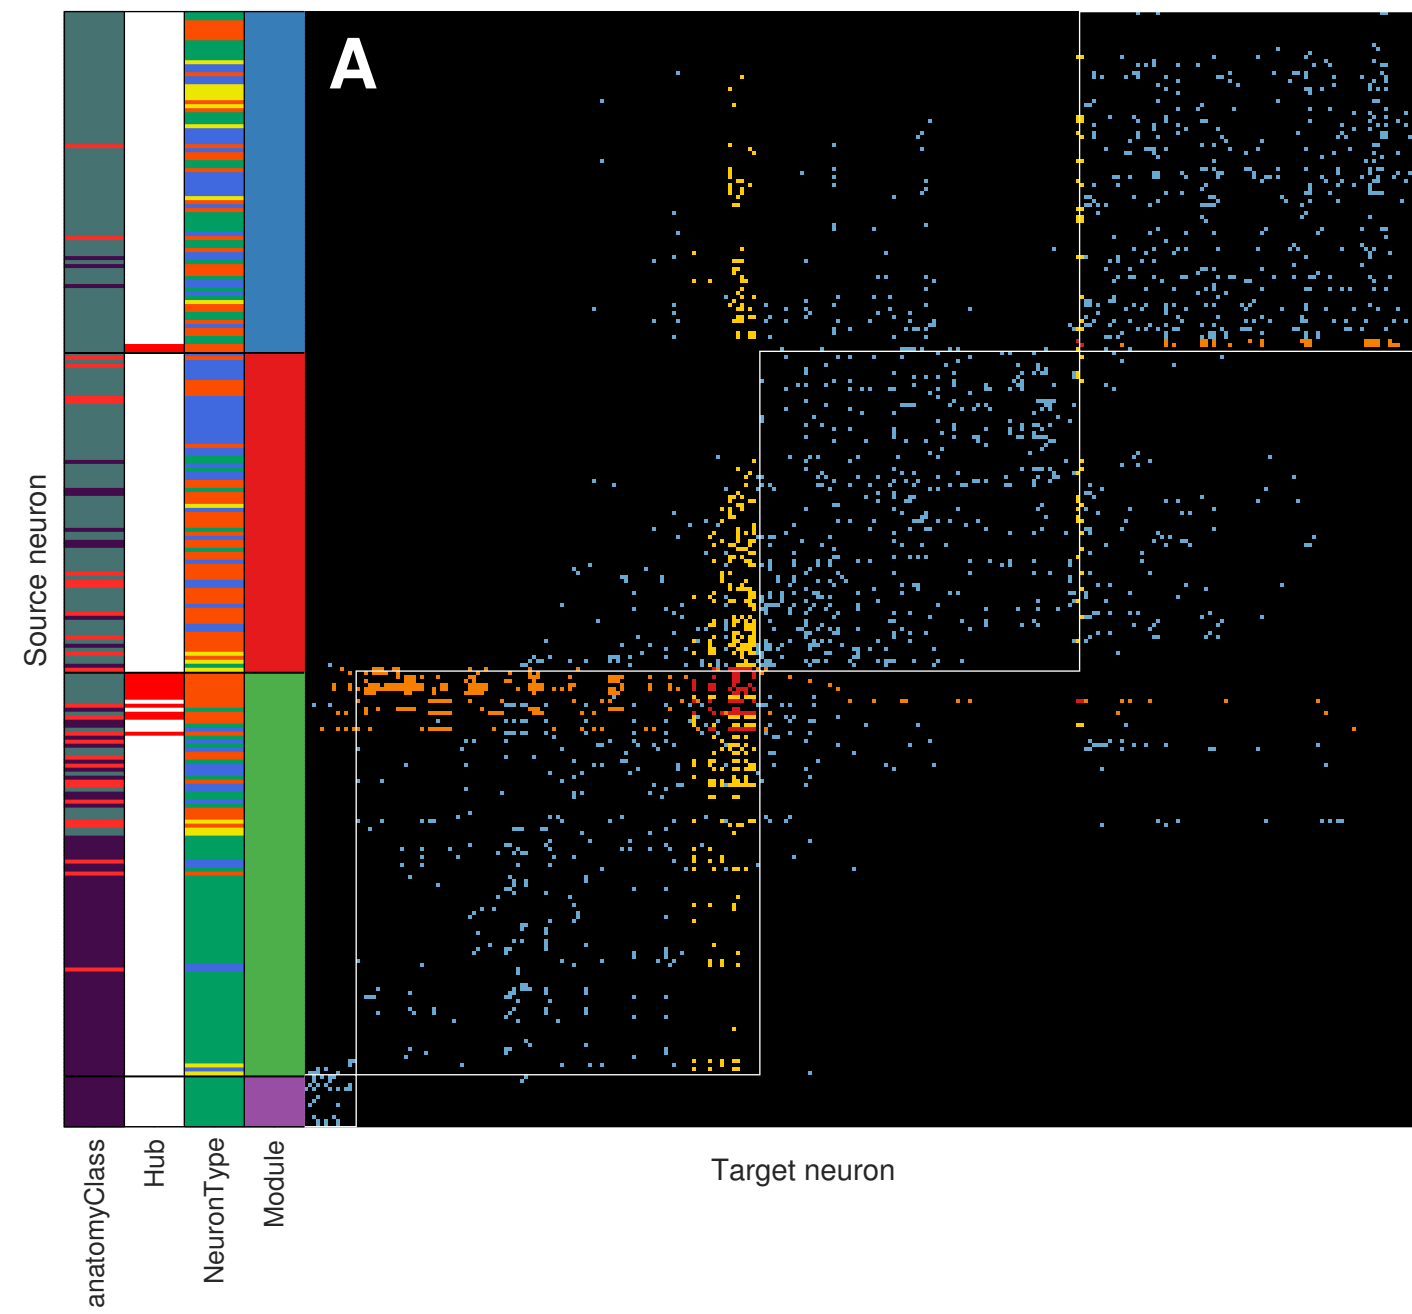 A
Source neuron
Target neuron
anatomyClass
Hub
NeuronType
Module